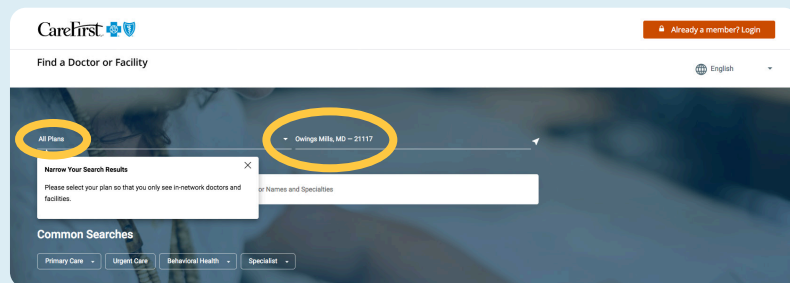 CareFirst
Already a member? Login
Find a Doctor or Facility
English
All Plans
Owings Mills, MD — 21117
Narrow Your Search Results
Please select your plan so that you only see in-network doctors and
facilities.
or Names and Specialties
Common Searches
Primary Care
Urgent Care
Behavioral Health
Specialist